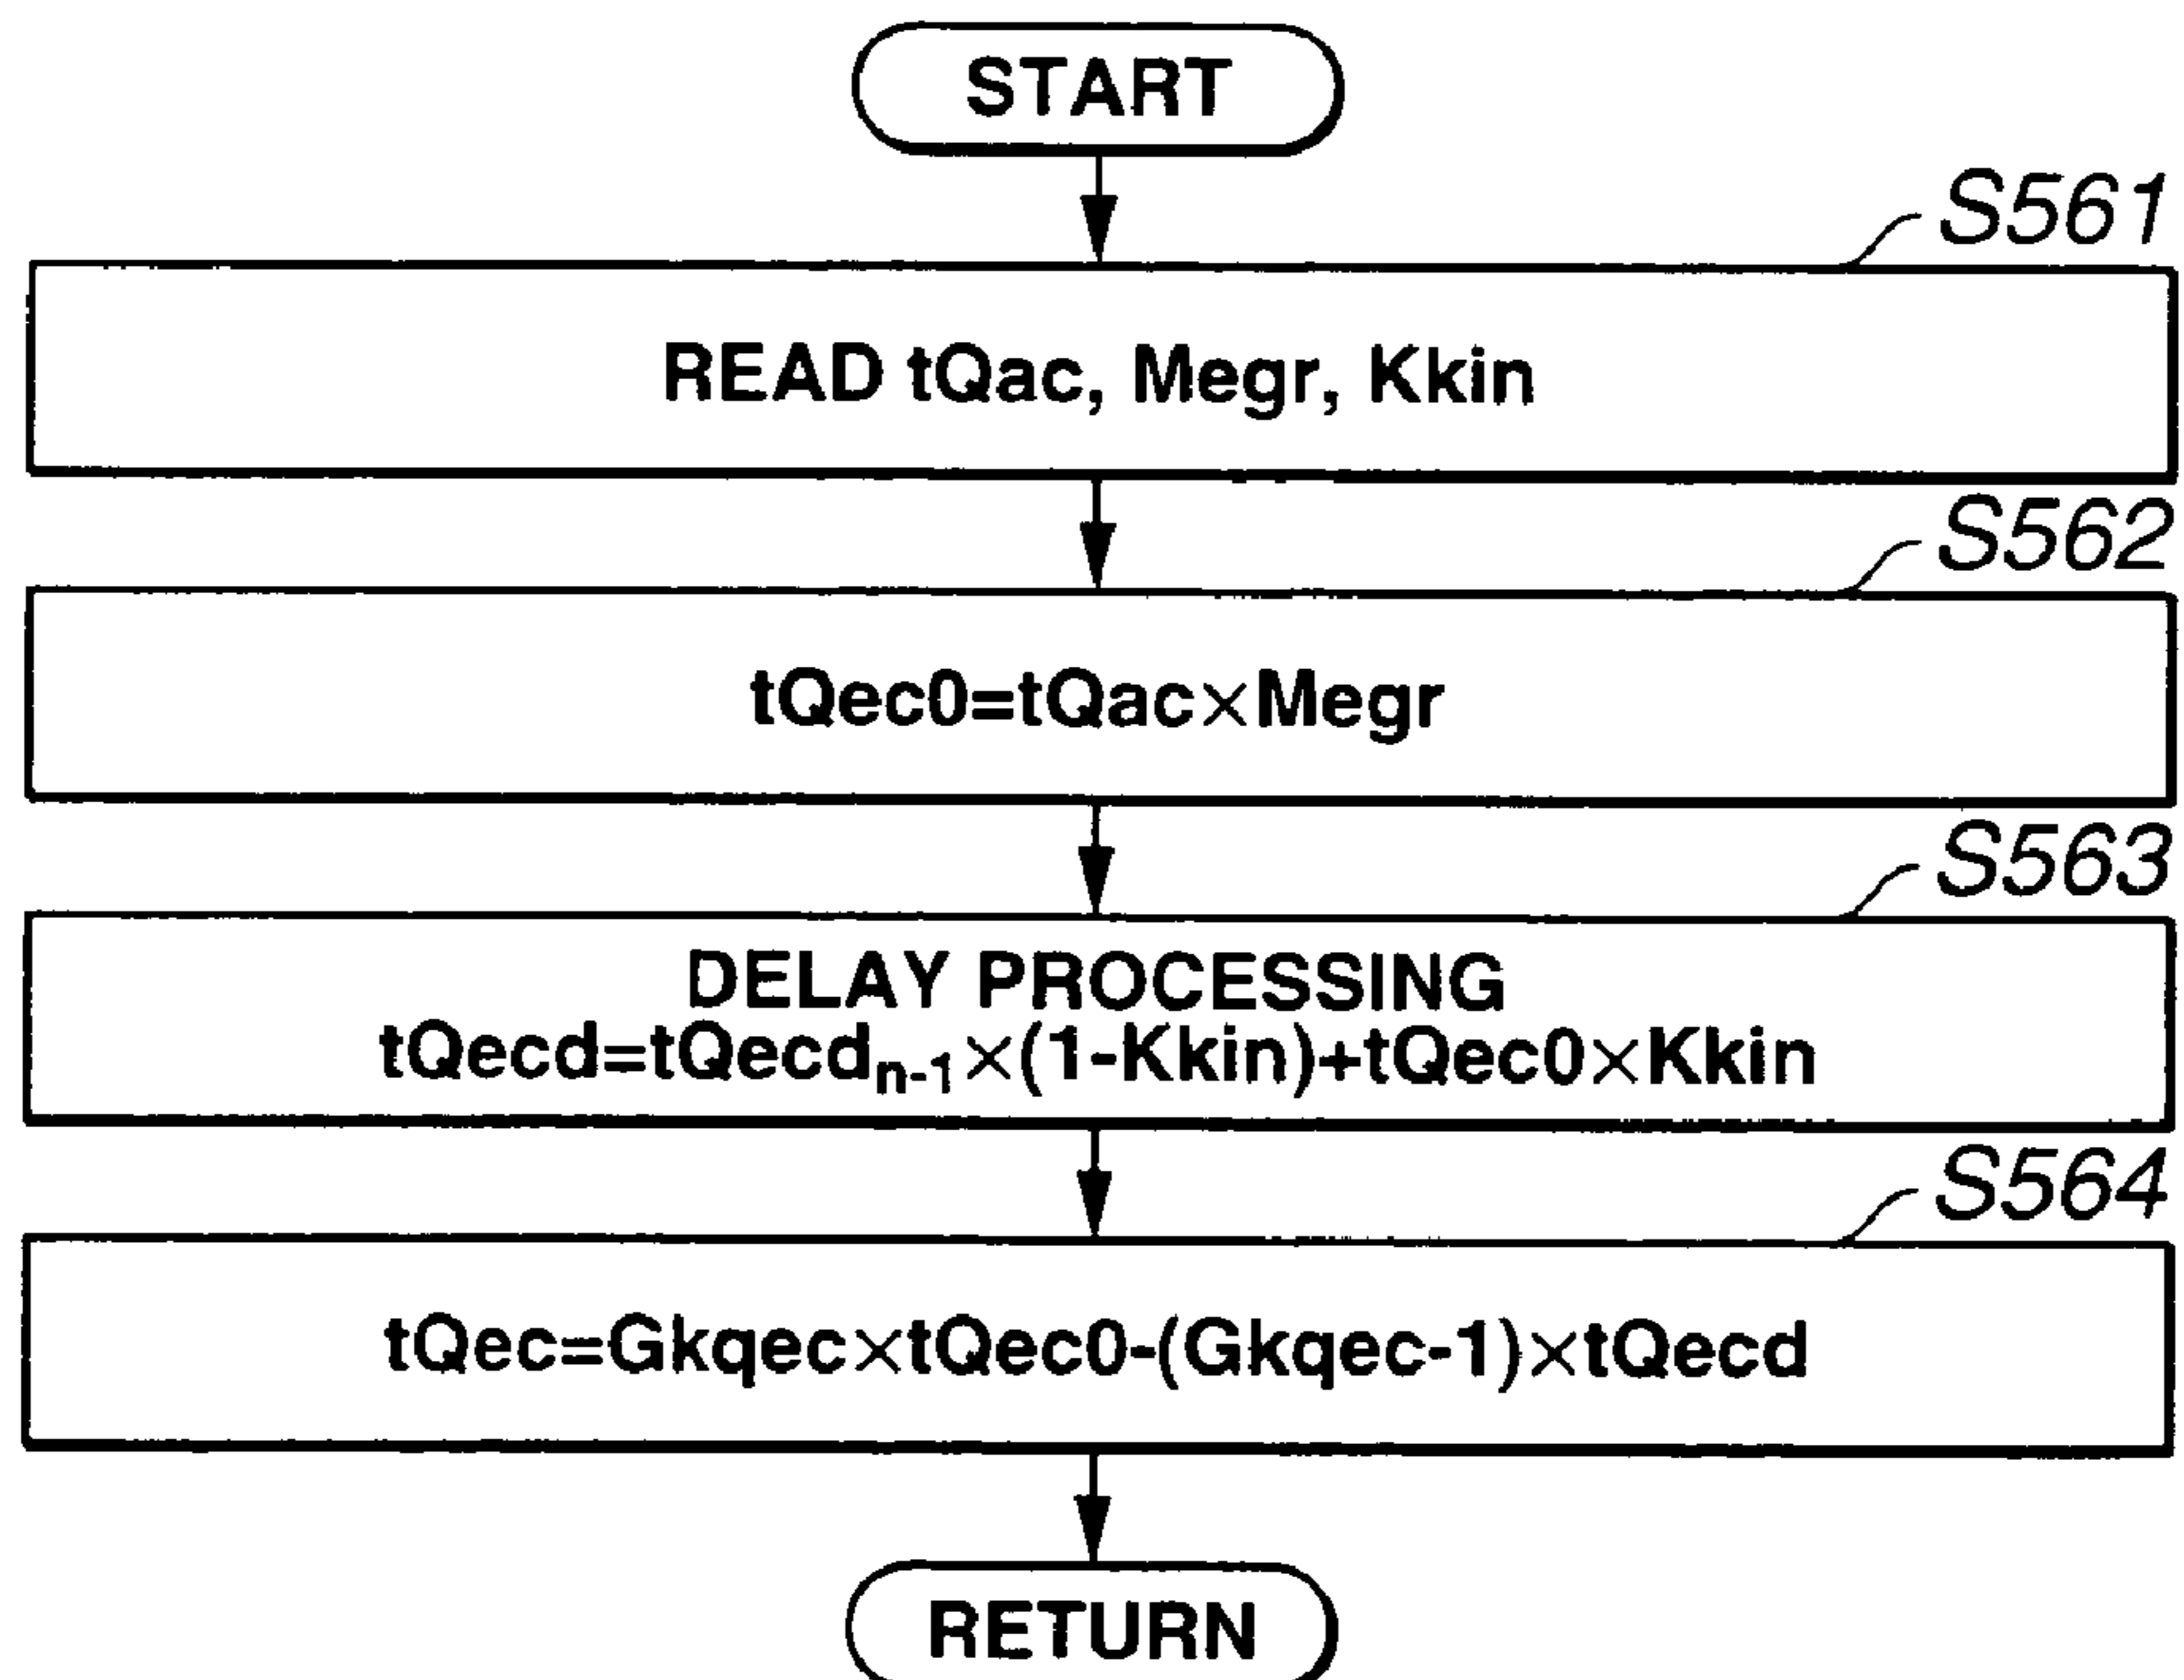 START
S561
READ tQac, Megr, Kkin
S562
tQec0=tQac×Megr
S563
DELAY PROCESSING
tQecd=tQecdₙ₋₁×(1-Kkin)+tQec0×Kkin
S564
tQec=Gkqec×tQec0-(Gkqec-1)×tQecd
RETURN